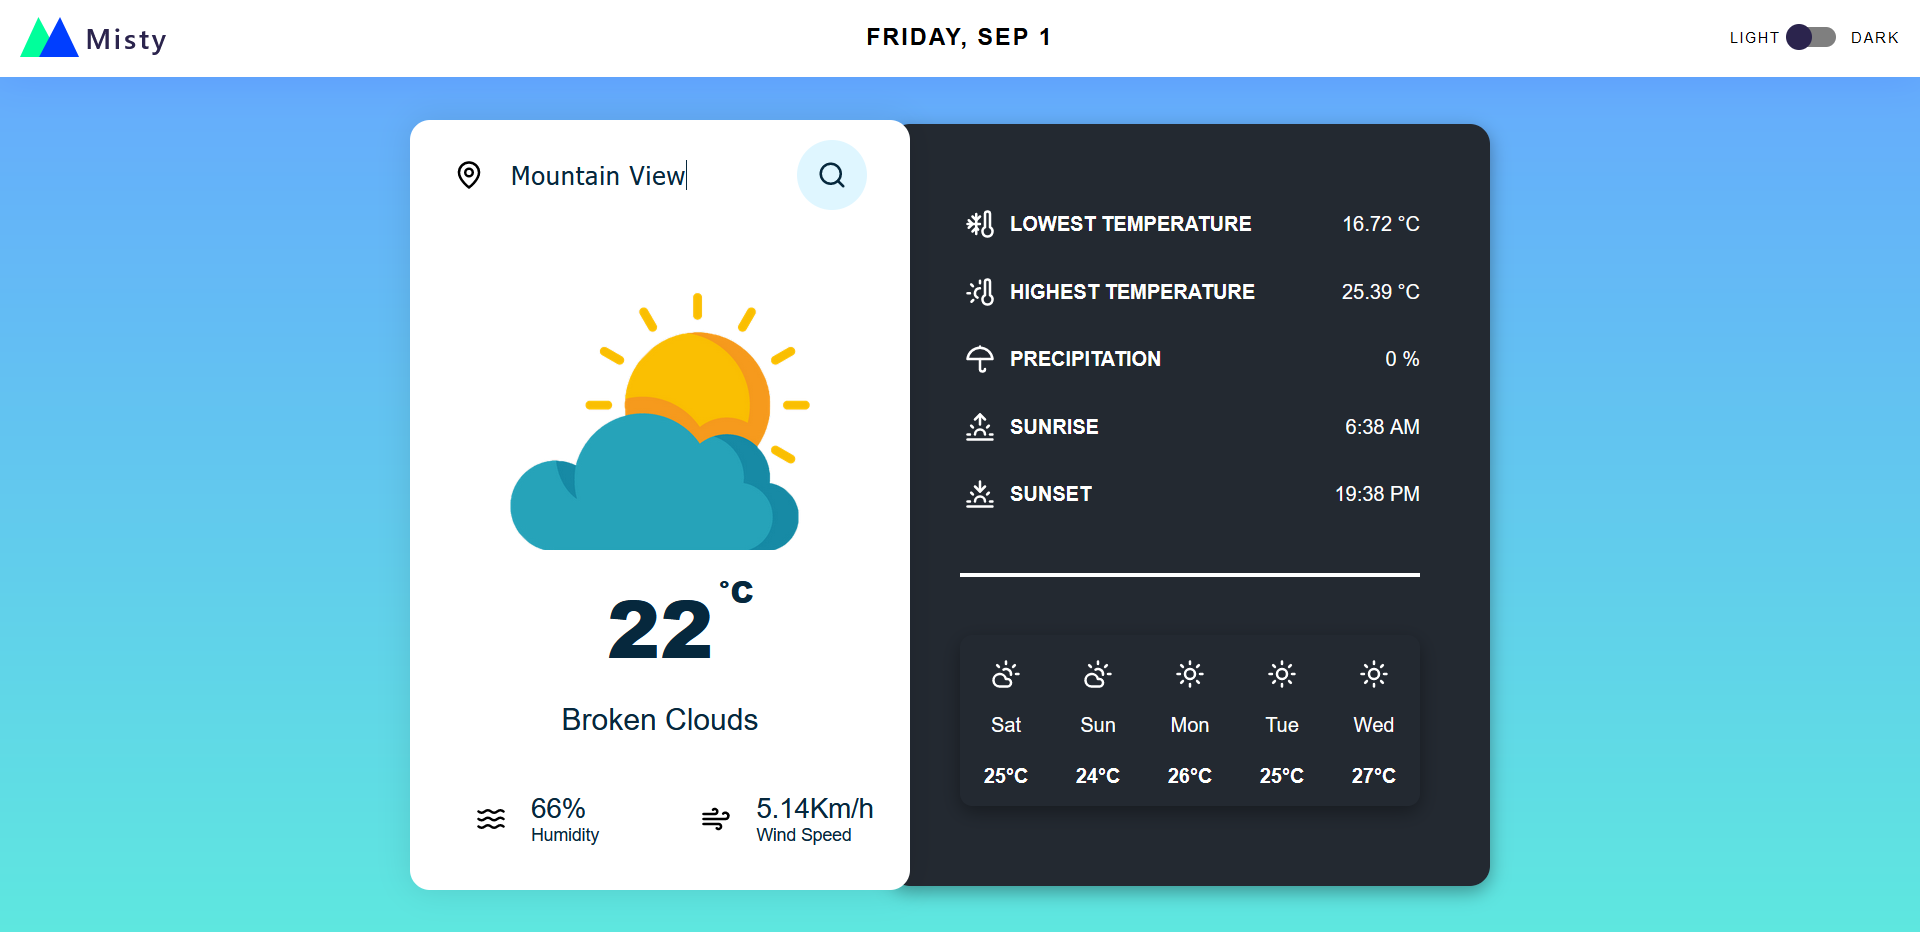 Misty
FRIDAY, SEP 1
LIGHT DARK
Mountain View
22 °C
Broken Clouds
66%
Humidity
5.14Km/h
Wind Speed
LOWEST TEMPERATURE 16.72 °C
HIGHEST TEMPERATURE 25.39 °C
PRECIPITATION 0 %
SUNRISE 6:38 AM
SUNSET 19:38 PM
Sat Sun Mon Tue Wed
25°C 24°C 26°C 25°C 27°C